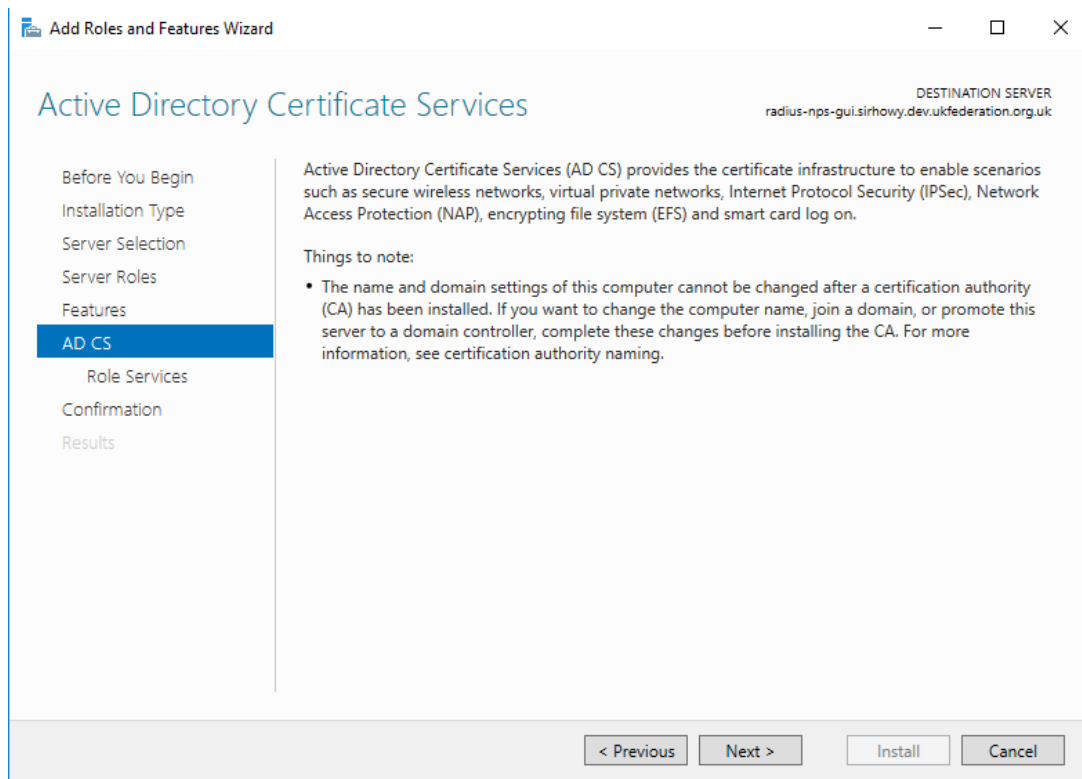 Add Roles and Features Wizard
Active Directory Certificate Services
DESTINATION SERVER
radius-nps-gui.sirhowy.dev.ukfederation.org.uk
Before You Begin
Installation Type
Server Selection
Server Roles
Features
AD CS
Role Services
Confirmation
Results
Active Directory Certificate Services (AD CS) provides the certificate infrastructure to enable scenarios
such as secure wireless networks, virtual private networks, Internet Protocol Security (IPSec), Network
Access Protection (NAP), encrypting file system (EFS) and smart card log on.
Things to note:
• The name and domain settings of this computer cannot be changed after a certification authority
(CA) has been installed. If you want to change the computer name, join a domain, or promote this
server to a domain controller, complete these changes before installing the CA. For more
information, see certification authority naming.
< Previous
Next >
Install
Cancel